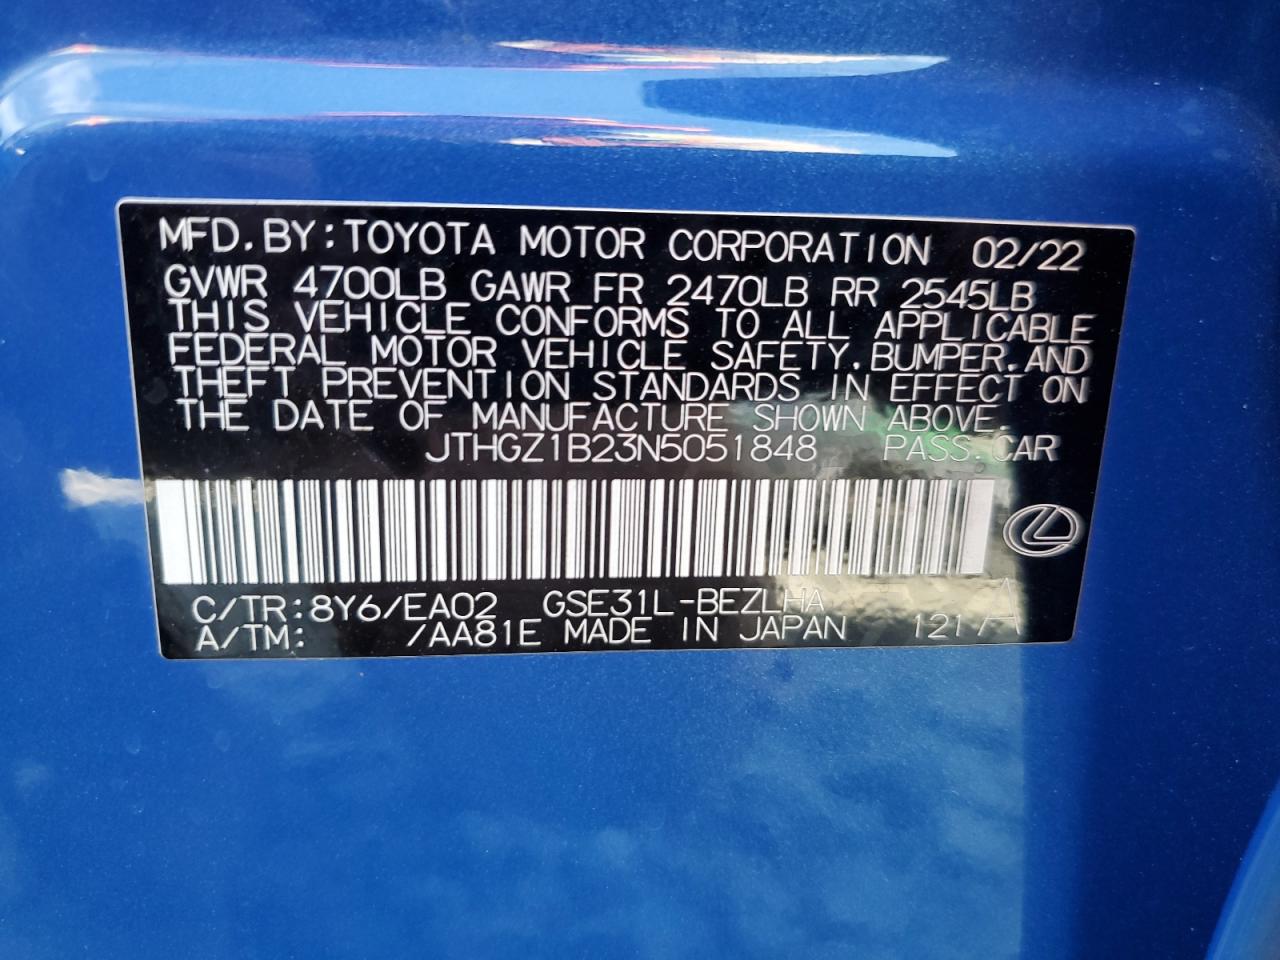 MFD. BY: TOYOTA MOTOR CORPORATION 02/22
GVWR 4700LB GAWR FR 2470LB RR 2545LB
THIS VEHICLE CONFORMS TO ALL APPLICABLE
FEDERAL MOTOR VEHICLE SAFETY, BUMPER, AND
THEFT PREVENTION STANDARDS IN EFFECT ON
THE DATE OF MANUFACTURE SHOWN ABOVE.
JTHGZ1B23N5051848 PASS. CAR
C/TR: 8Y6/EA02 GSE31L-BEZLHA
A/TM: /AA81E MADE IN JAPAN 121 A